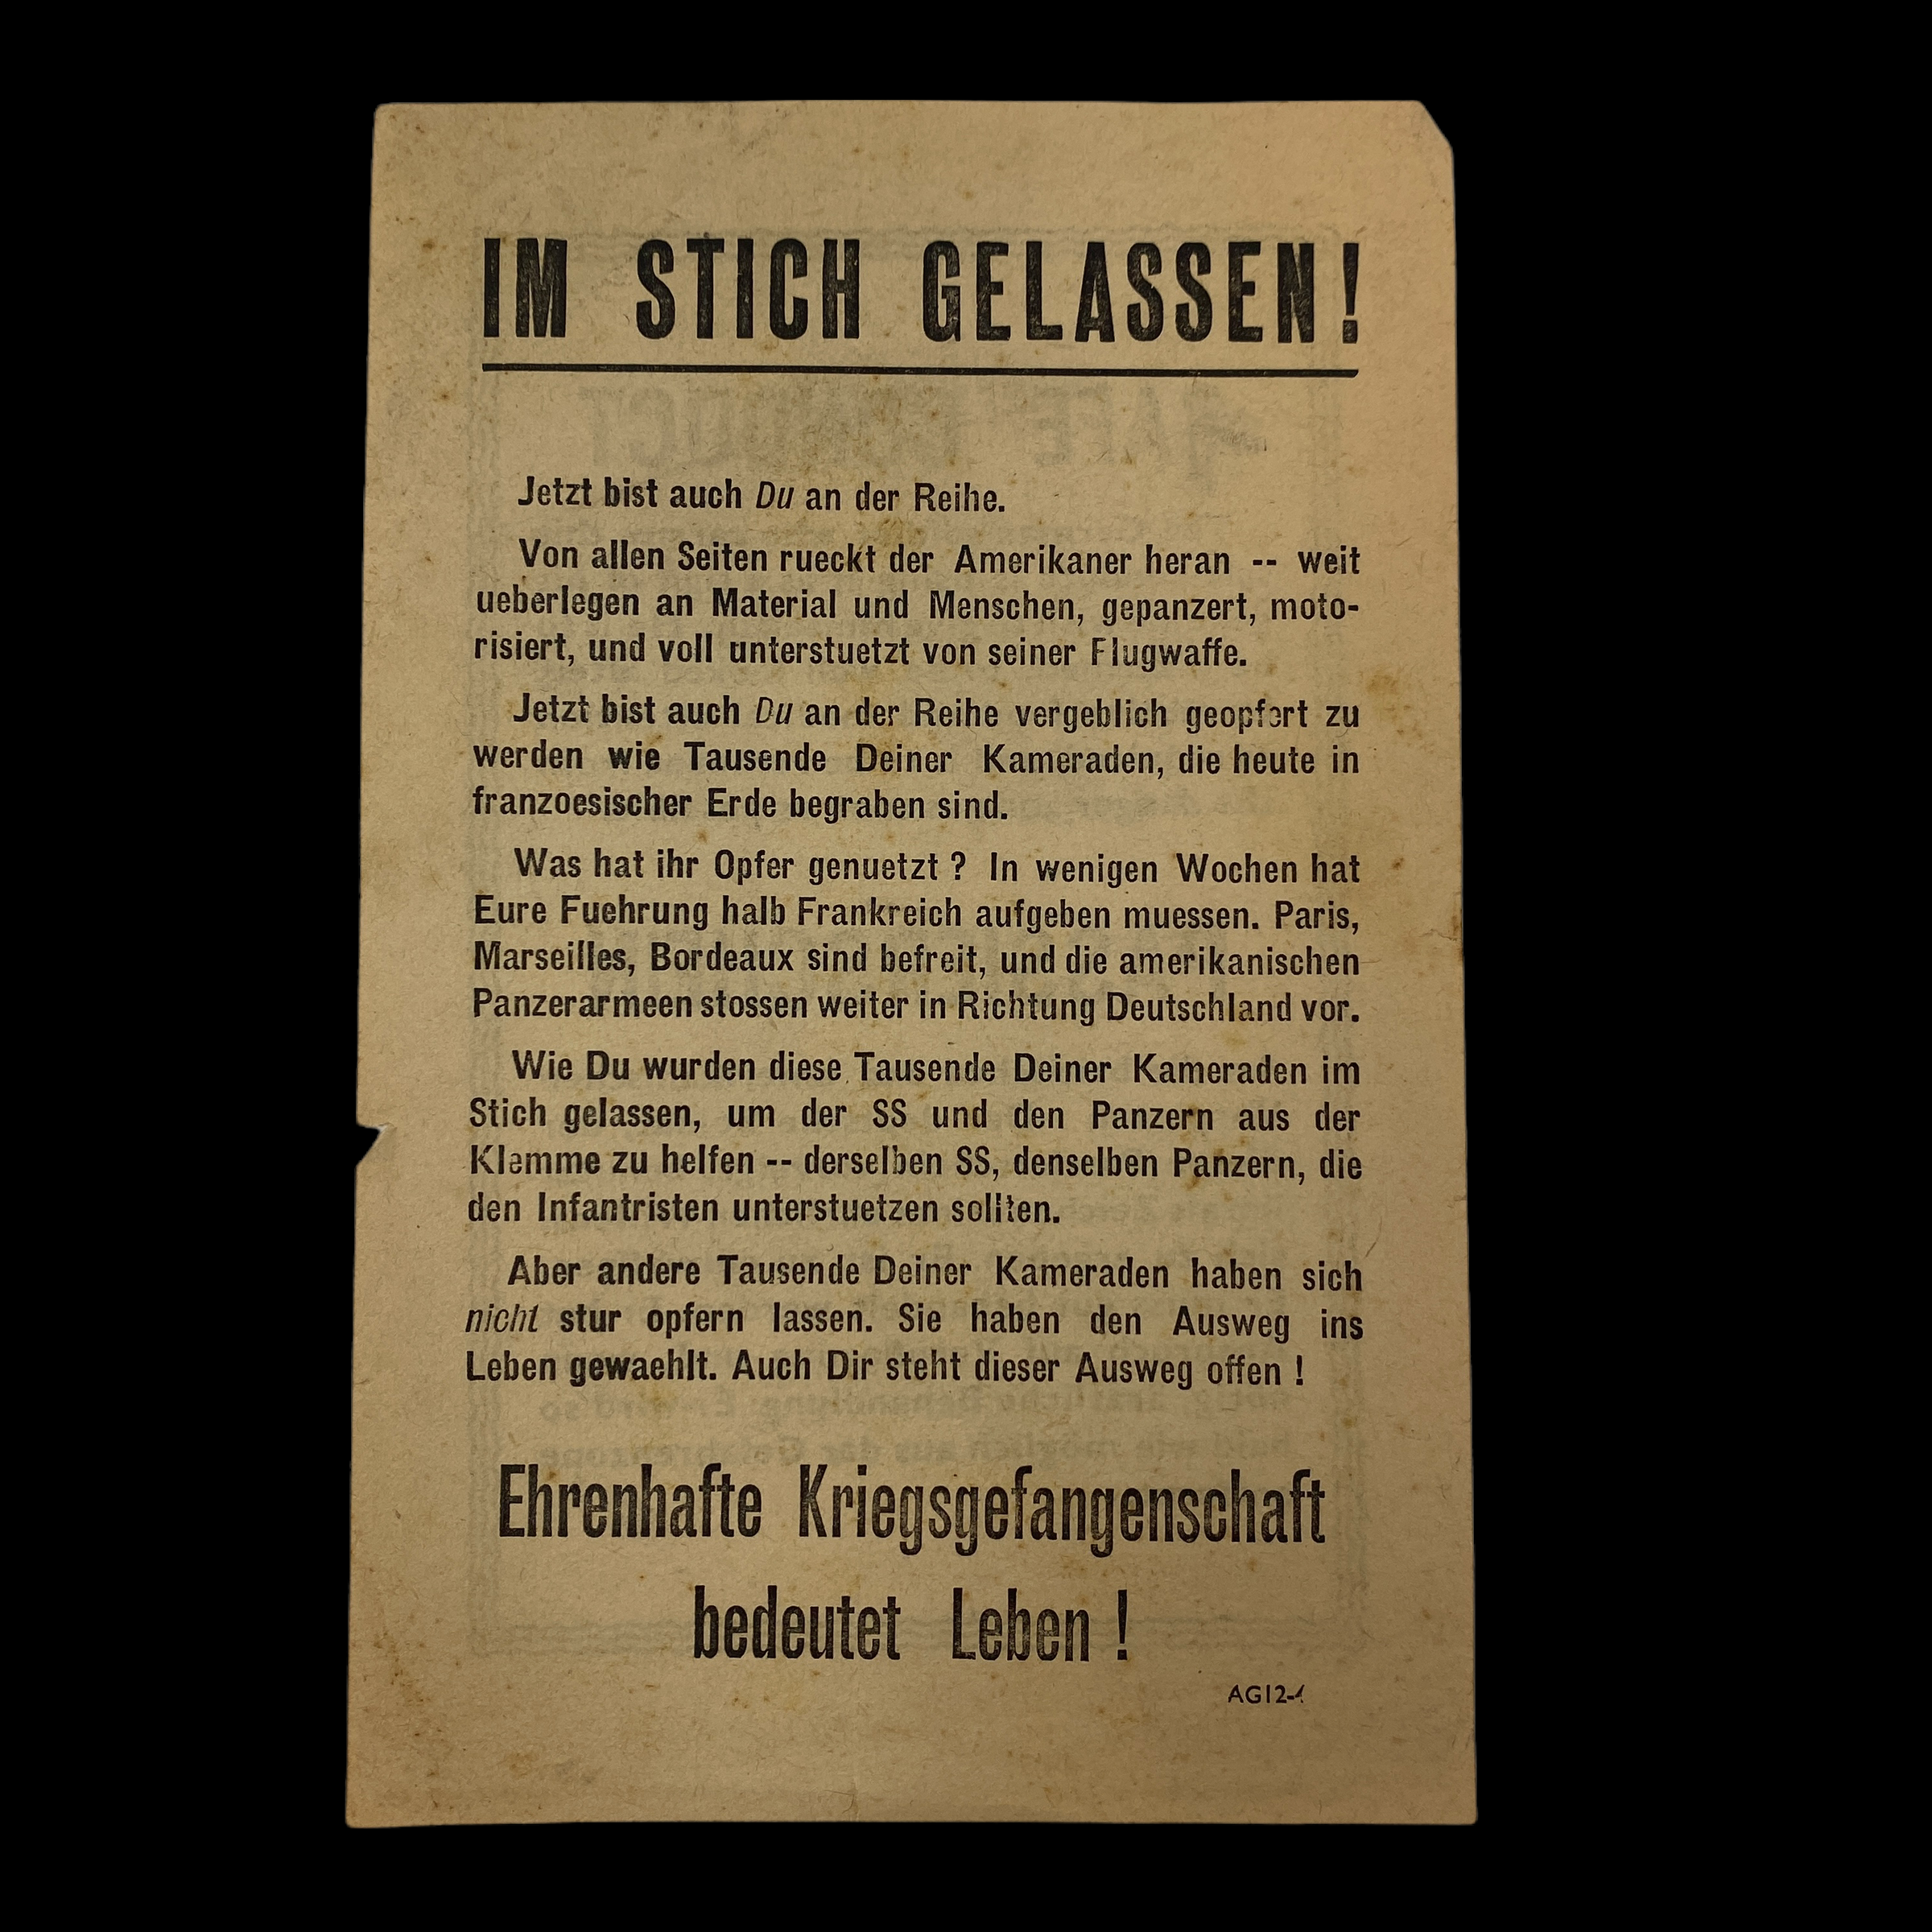 IM STICH GELASSEN!
Jetzt bist auch Du an der Reihe.
Von allen Seiten rueckt der Amerikaner heran -- weit
ueberlegen an Material und Menschen, gepanzert, moto-
risiert, und voll unterstuetzt von seiner Flugwaffe.
Jetzt bist auch Du an der Reihe vergeblich geopfert zu
werden wie Tausende Deiner Kameraden, die heute in
franzoesischer Erde begraben sind.
Was hat ihr Opfer genuetzt ? In wenigen Wochen hat
Eure Fuehrung halb Frankreich aufgeben muessen. Paris,
Marseilles, Bordeaux sind befreit, und die amerikanischen
Panzerarmeen stossen weiter in Richtung Deutschland vor.
Wie Du wurden diese Tausende Deiner Kameraden im
Stich gelassen, um der SS und den Panzern aus der
Klemme zu helfen -- derselben SS, denselben Panzern, die
den Infantristen unterstuetzen sollten.
Aber andere Tausende Deiner Kameraden haben sich
nicht stur opfern lassen. Sie haben den Ausweg ins
Leben gewaehlt. Auch Dir steht dieser Ausweg offen !
Ehrenhafte Kriegsgefangenschaft
bedeutet Leben !